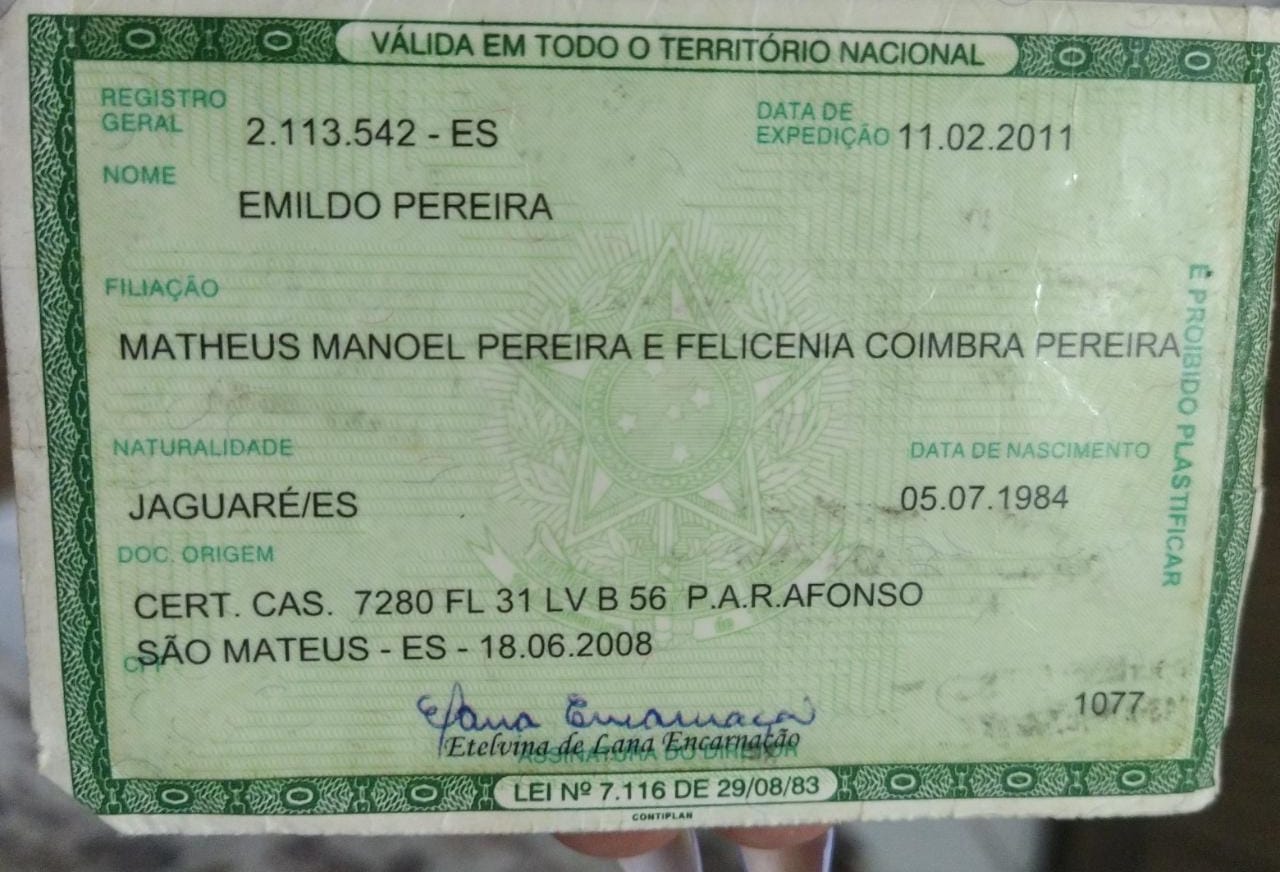 VÁLIDA EM TODO O TERRITÓRIO NACIONAL
REGISTRO GERAL 2.113.542 - ES
DATA DE EXPEDIÇÃO 11.02.2011
NOME
EMILDO PEREIRA
FILIAÇÃO
MATHEUS MANOEL PEREIRA E FELICENIA COIMBRA PEREIRA
NATURALIDADE
DATA DE NASCIMENTO
JAGUARÉ/ES
05.07.1984
DOC. ORIGEM
CERT. CAS. 7280 FL 31 LV B 56 P.A.R.AFONSO
SÃO MATEUS - ES - 18.06.2008
CPF
1077
Etelvina de Lana Encarnação
ASSINATURA DO DIRETOR
LEI Nº 7.116 DE 29/08/83
CONTIPLAN
É PROIBIDO PLASTIFICAR